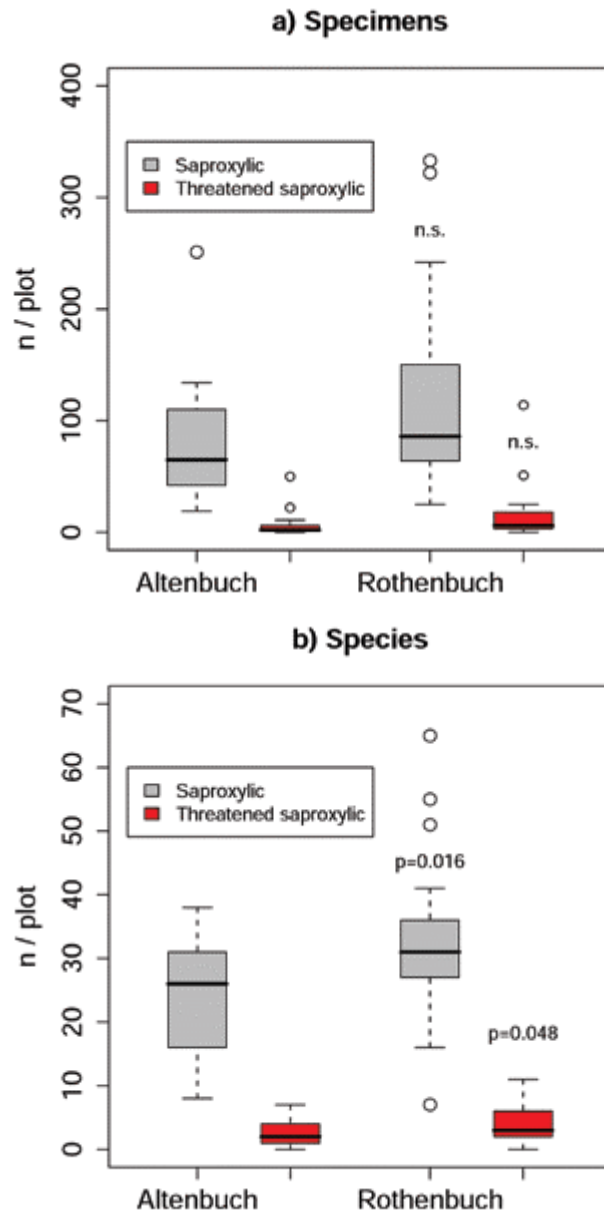 a) Specimens
400
300
200
100
0
n / plot
Saproxylic
Threatened saproxylic
n.s.
n.s.
Altenbuch
Rothenbuch
b) Species
70
60
50
40
30
20
10
0
n / plot
Saproxylic
Threatened saproxylic
p=0.016
p=0.048
Altenbuch
Rothenbuch